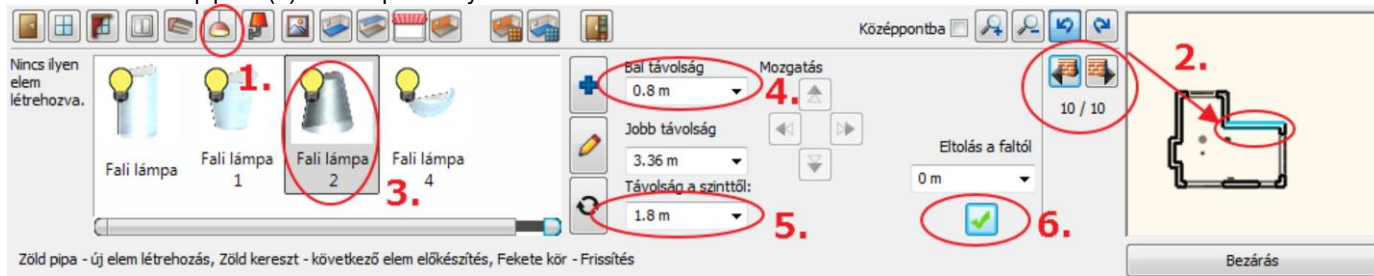 Középpontba
1.
2.
Nincs ilyen
elem
létrehozva.
Fali lámpa
Fali lámpa
1
Fali lámpa
2
Fali lámpa
4
3.
Bal távolság
0.8 m
4.
Mozgatás
Jobb távolság
3.36 m
Távolság a szinttől:
1.8 m
5.
10 / 10
Eltolás a faltól
0 m
6.
Zöld pipa - új elem létrehozás, Zöld kereszt - következő elem előkészítés, Fekete kör - Frissítés
Bezárás